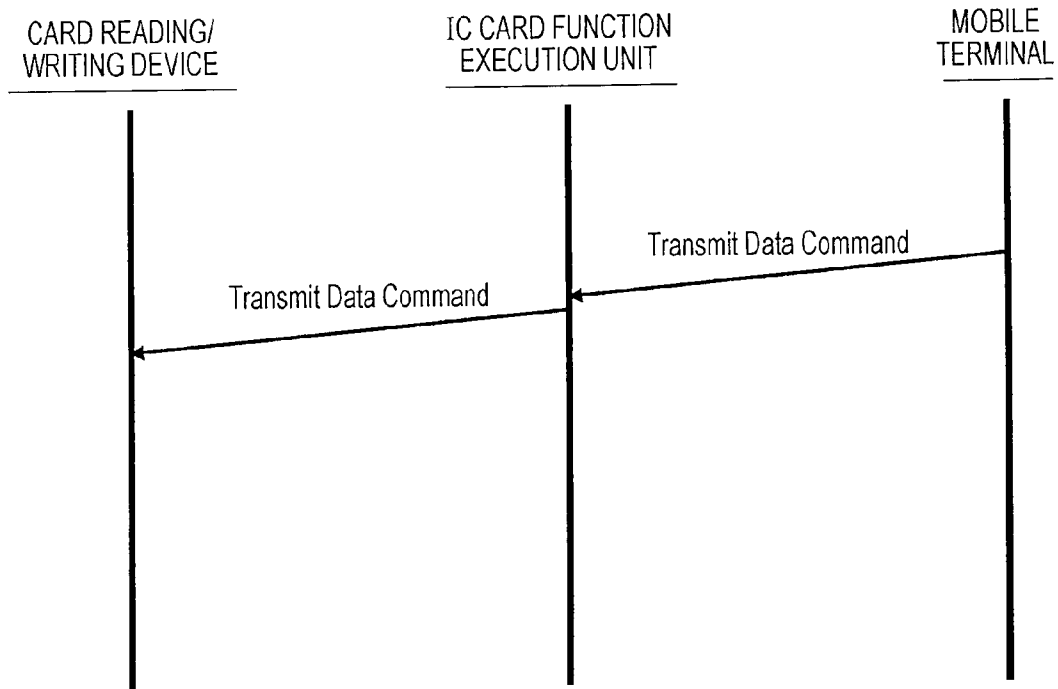 CARD READING/
WRITING DEVICE
IC CARD FUNCTION
EXECUTION UNIT
MOBILE
TERMINAL
Transmit Data Command
Transmit Data Command